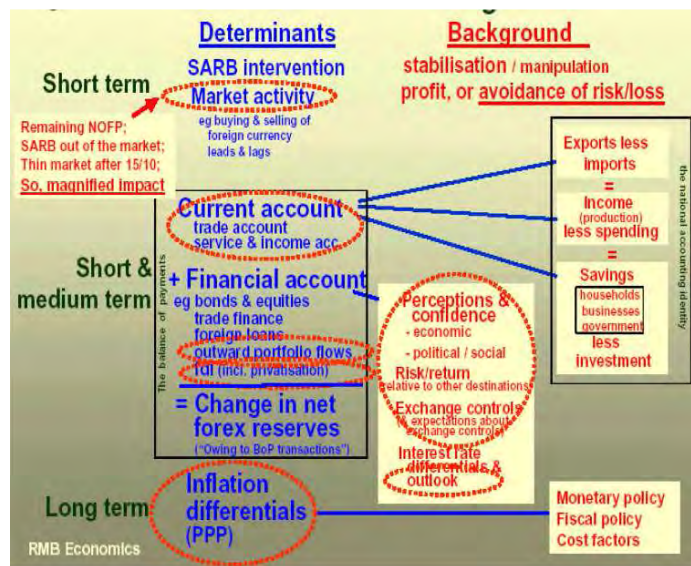 Determinants
Background
Short term
SARB intervention
Market activity
eg buying & selling of
foreign currency
leads & lags
stabilisation / manipulation
profit, or avoidance of risk/loss
Remaining NOFP;
SARB out of the market;
Thin market after 15/10;
So, magnified impact
Short &
medium term
The balance of payments
Current account
trade account
service & income acc
+ Financial account
eg bonds & equities
trade finance
foreign loans
outward portfolio flows
fdi (incl. privatisation)
= Change in net
forex reserves
("Owing to BoP transactions")
Perceptions &
confidence
- economic
- political / social
Risk/return
(relative to other destinations)
Exchange controls
expectations about
exchange controls)
Interest rate
differentials &
outlook
Exports less
imports
=
Income
(production)
less spending
=
Savings
households
businesses
government
less
investment
the national accounting identity
Long term
Inflation
differentials
(PPP)
Monetary policy
Fiscal policy
Cost factors
RMB Economics